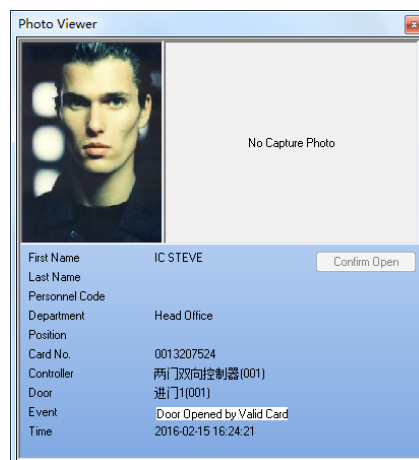 Photo Viewer
No Capture Photo
First Name IC STEVE Confirm Open
Last Name
Personnel Code
Department Head Office
Position
Card No. 0013207524
Controller 两门双向控制器(001)
Door 进门1(001)
Event Door Opened by Valid Card
Time 2016-02-15 16:24:21